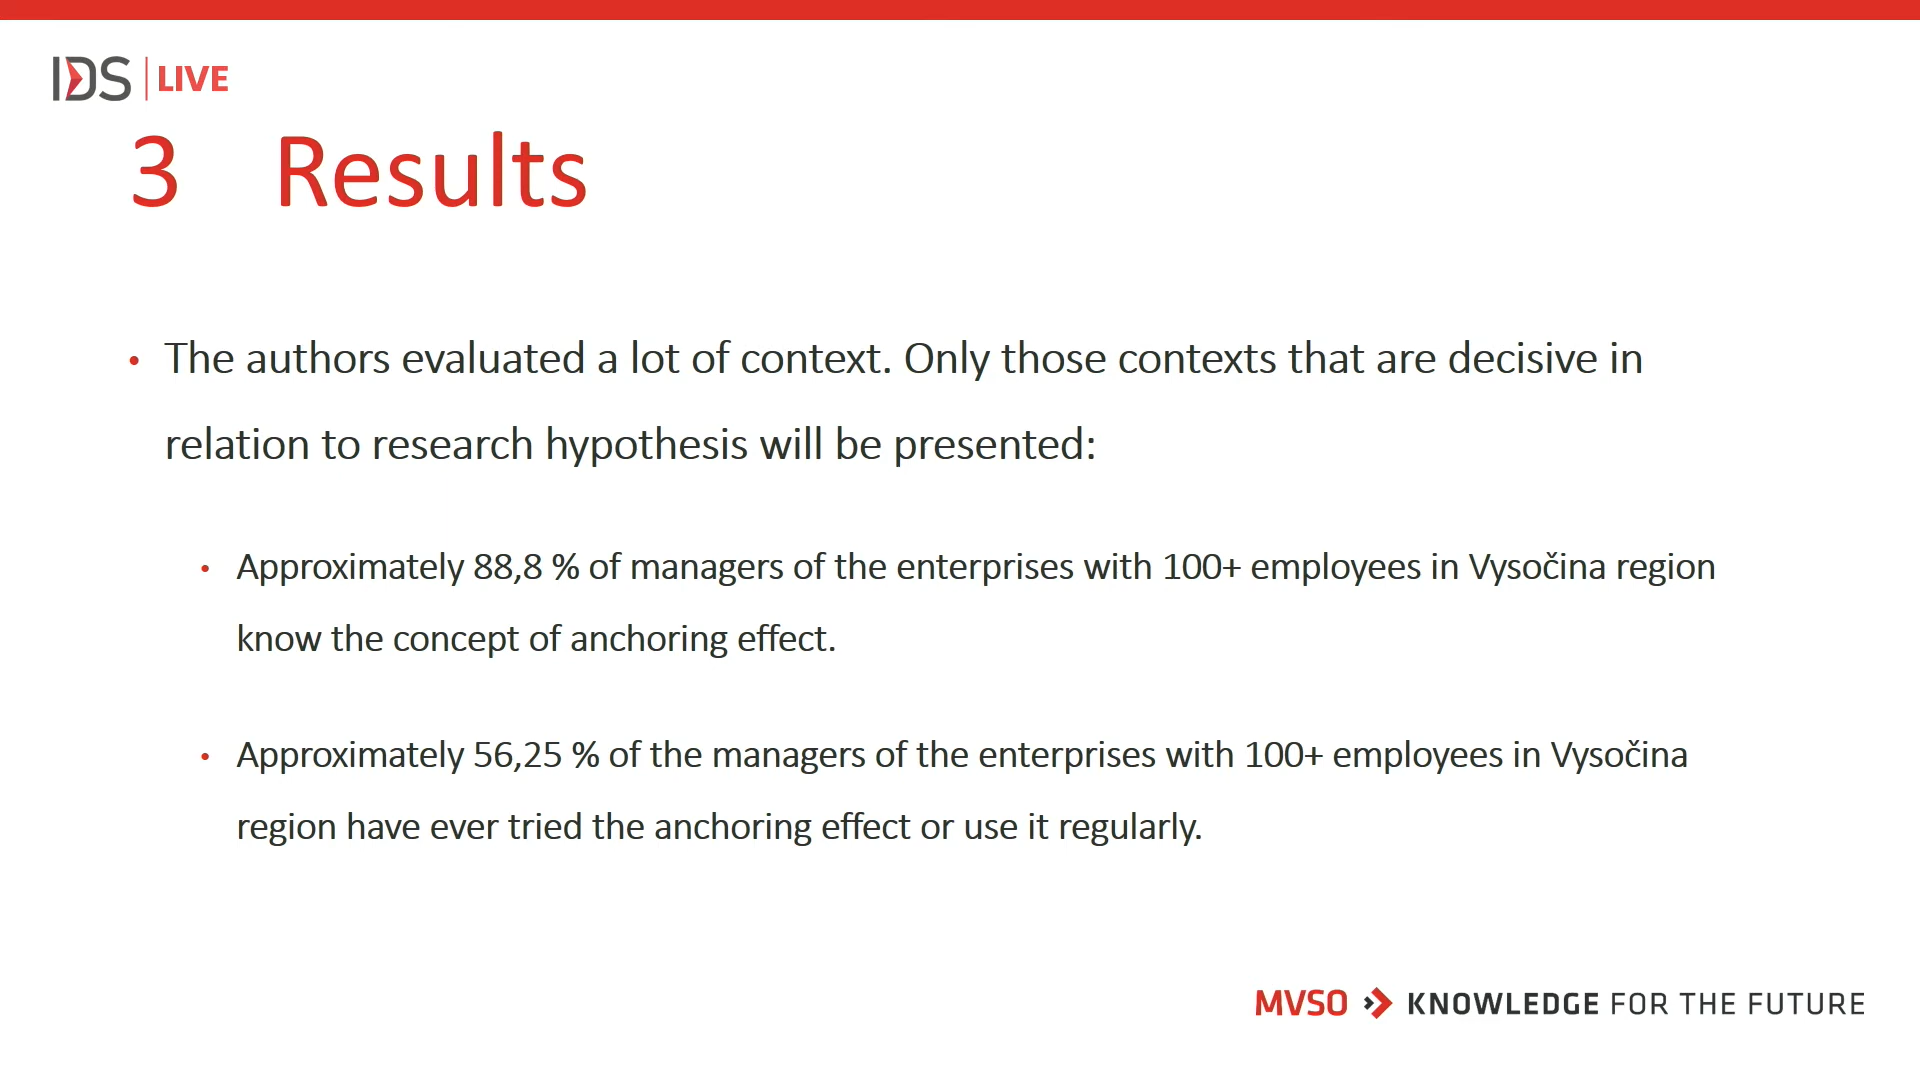 IDS | LIVE
3 Results
• The authors evaluated a lot of context. Only those contexts that are decisive in
relation to research hypothesis will be presented:
• Approximately 88,8 % of managers of the enterprises with 100+ employees in Vysočina region
know the concept of anchoring effect.
• Approximately 56,25 % of the managers of the enterprises with 100+ employees in Vysočina
region have ever tried the anchoring effect or use it regularly.
MVSO KNOWLEDGE FOR THE FUTURE